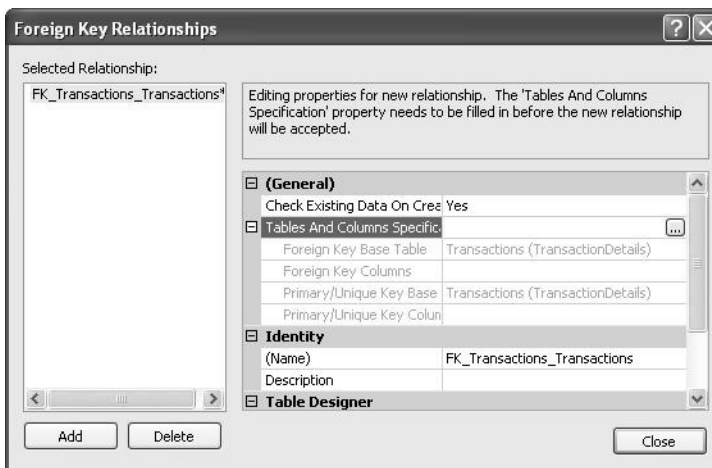 Foreign Key Relationships
Selected Relationship:
FK_Transactions_Transactions*
Editing properties for new relationship. The 'Tables And Columns
Specification' property needs to be filled in before the new relationship
will be accepted.
(General)
Check Existing Data On Crea Yes
Tables And Columns Specific
Foreign Key Base Table Transactions (TransactionDetails)
Foreign Key Columns
Primary/Unique Key Base Transactions (TransactionDetails)
Primary/Unique Key Colun
Identity
(Name) FK_Transactions_Transactions
Description
Table Designer
Add Delete Close